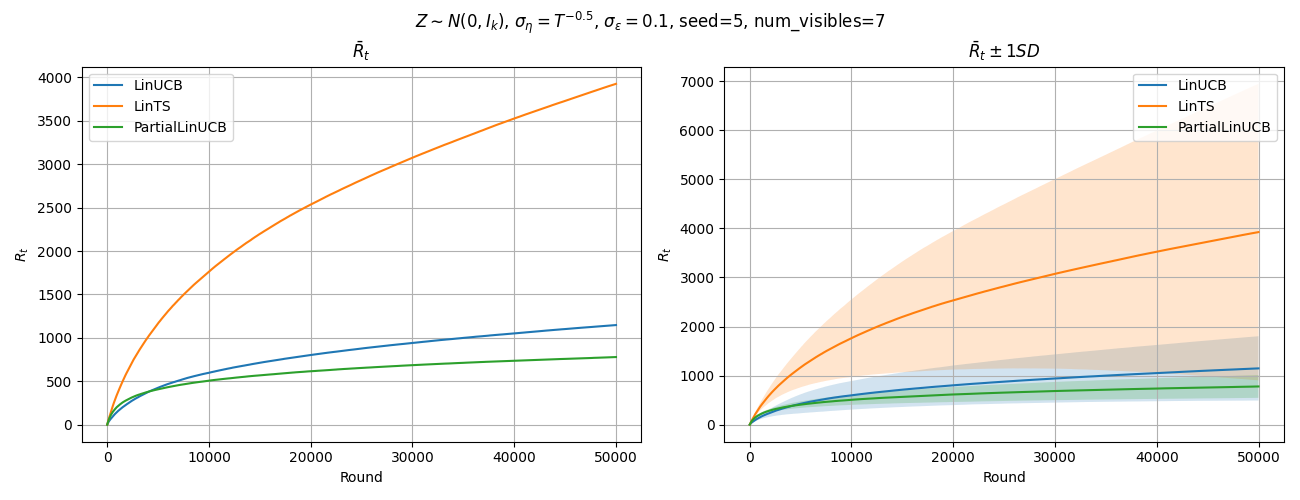 Z ~ N(0, I_k), σ_η = T^{-0.5}, σ_ε = 0.1, seed=5, num_visibles=7
R̄_t
R_t
4000
3500
3000
2500
2000
1500
1000
500
0
LinUCB
LinTS
PartialLinUCB
0 10000 20000 30000 40000 50000
Round
R̄_t ± 1SD
R_t
7000
6000
5000
4000
3000
2000
1000
0
LinUCB
LinTS
PartialLinUCB
0 10000 20000 30000 40000 50000
Round